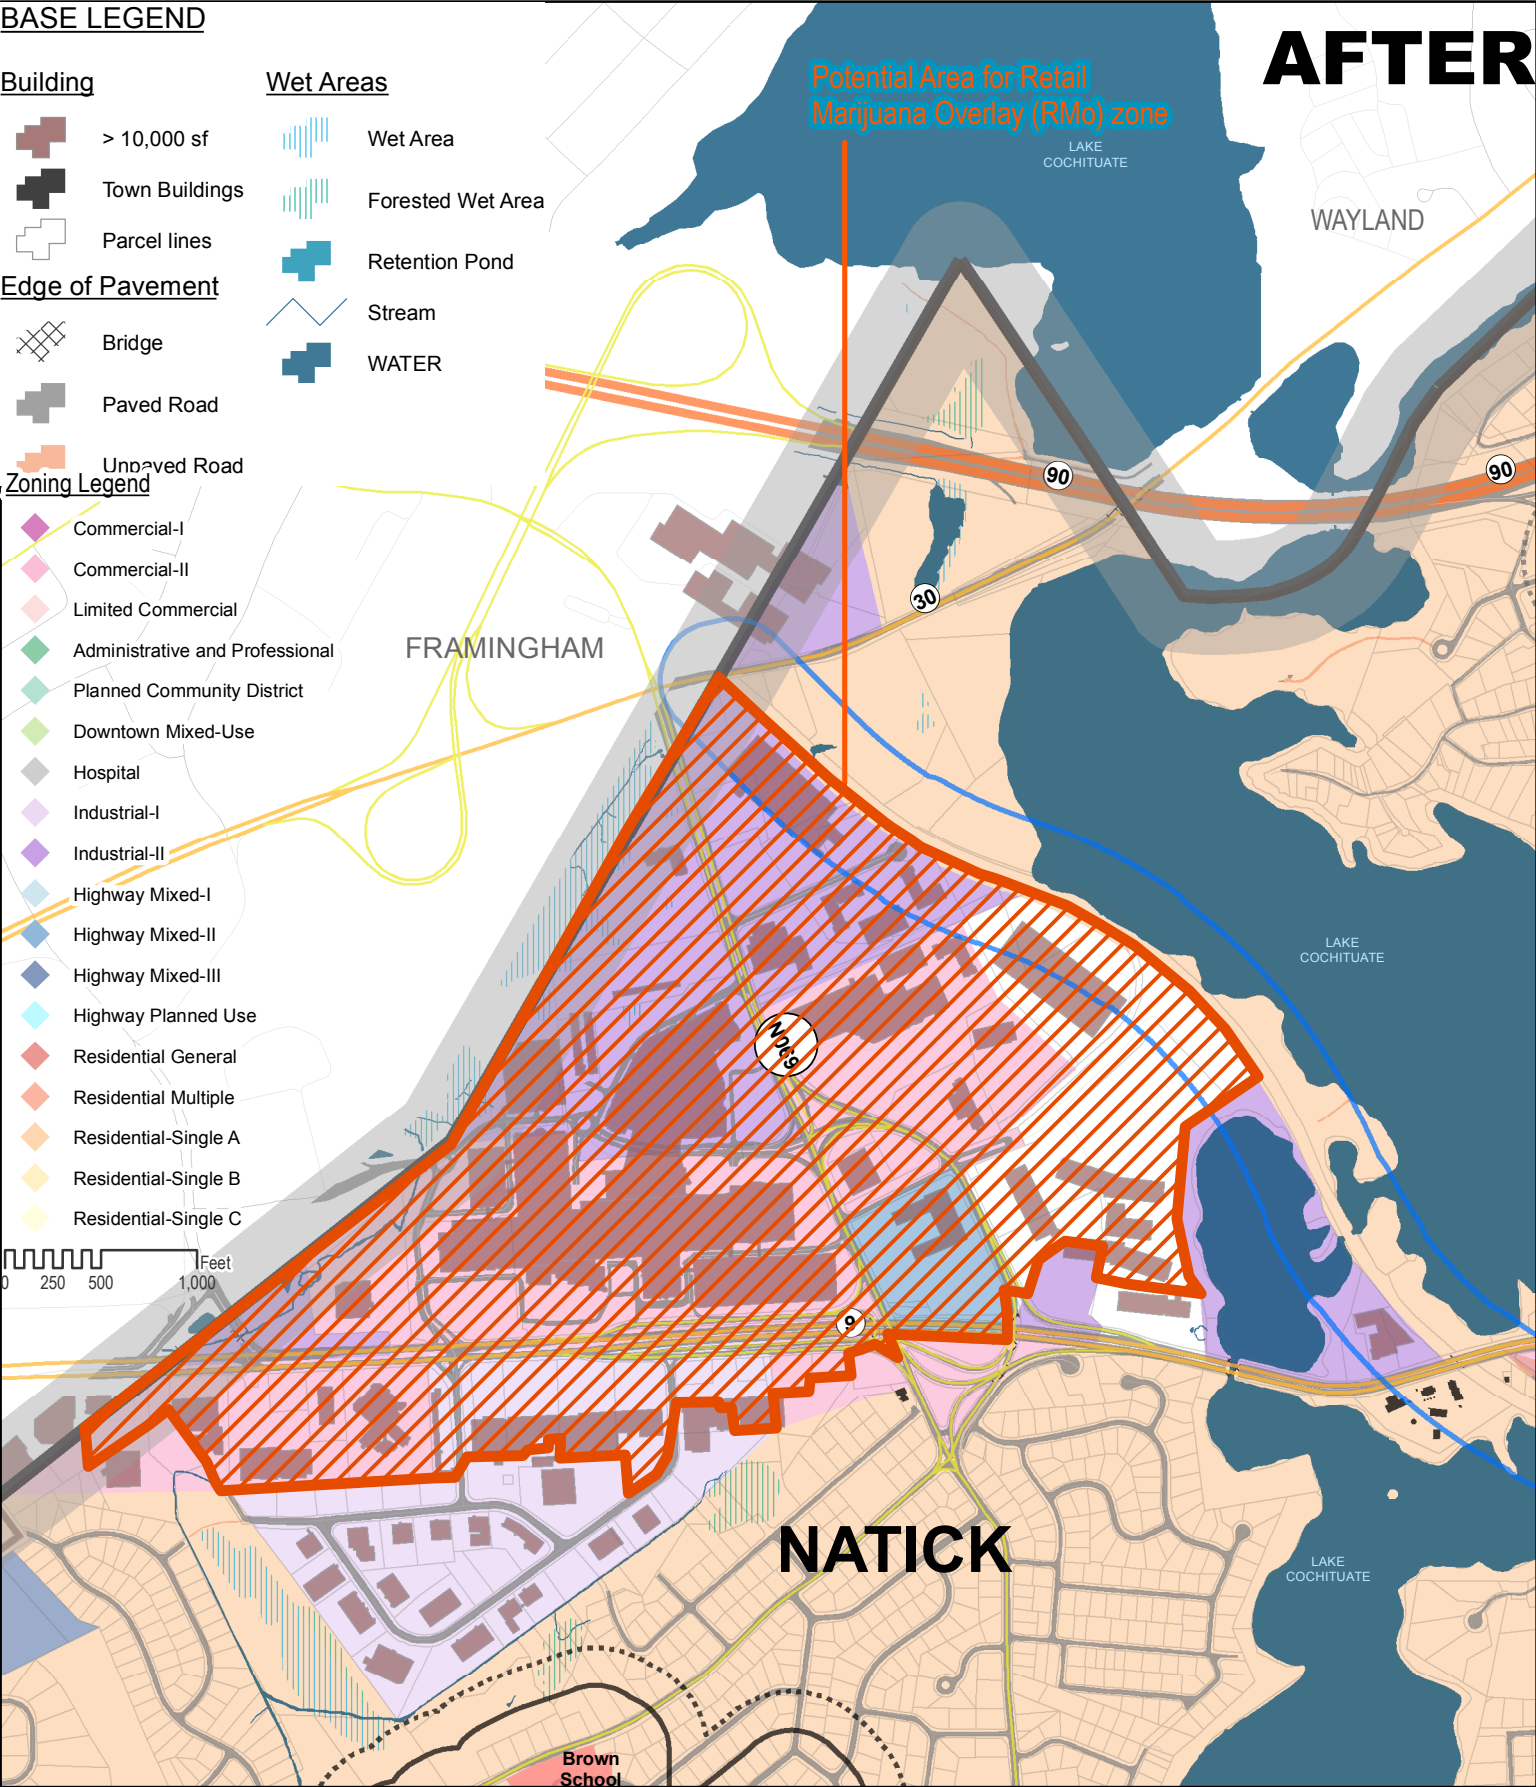 BASE LEGEND
AFTER
Building
> 10,000 sf
Town Buildings
Parcel lines
Edge of Pavement
Bridge
Paved Road
Unpaved Road
Wet Areas
Wet Area
Forested Wet Area
Retention Pond
Stream
WATER
Zoning Legend
Commercial-I
Commercial-II
Limited Commercial
Administrative and Professional
Planned Community District
Downtown Mixed-Use
Hospital
Industrial-I
Industrial-II
Highway Mixed-I
Highway Mixed-II
Highway Mixed-III
Highway Planned Use
Residential General
Residential Multiple
Residential-Single A
Residential-Single B
Residential-Single C
Feet
0 250 500 1,000
Potential Area for Retail
Marijuana Overlay (RMo) zone
LAKE
COCHITUATE
WAYLAND
90
90
30
FRAMINGHAM
LAKE
COCHITUATE
N069
9
NATICK
LAKE
COCHITUATE
Brown
School